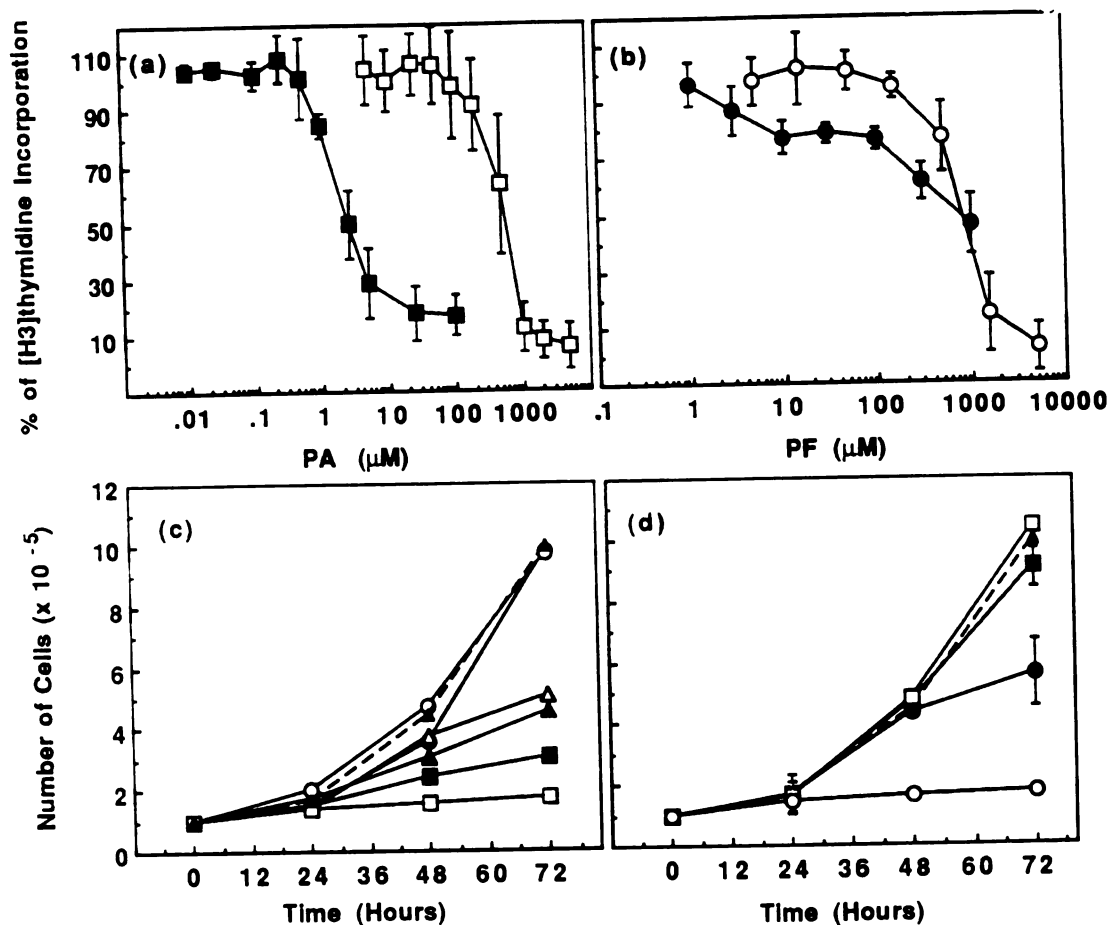 % of [H3]thymidine Incorporation
110
90
70
50
30
10
(a)
.01 .1 1 10 100 1000
PA (μM)
(b)
.1 1 10 100 1000 10000
PF (μM)
Number of Cells (x 10 -5)
12
10
8
6
4
2
0
(c)
0 12 24 36 48 60 72
Time (Hours)
(d)
0 12 24 36 48 60 72
Time (Hours)